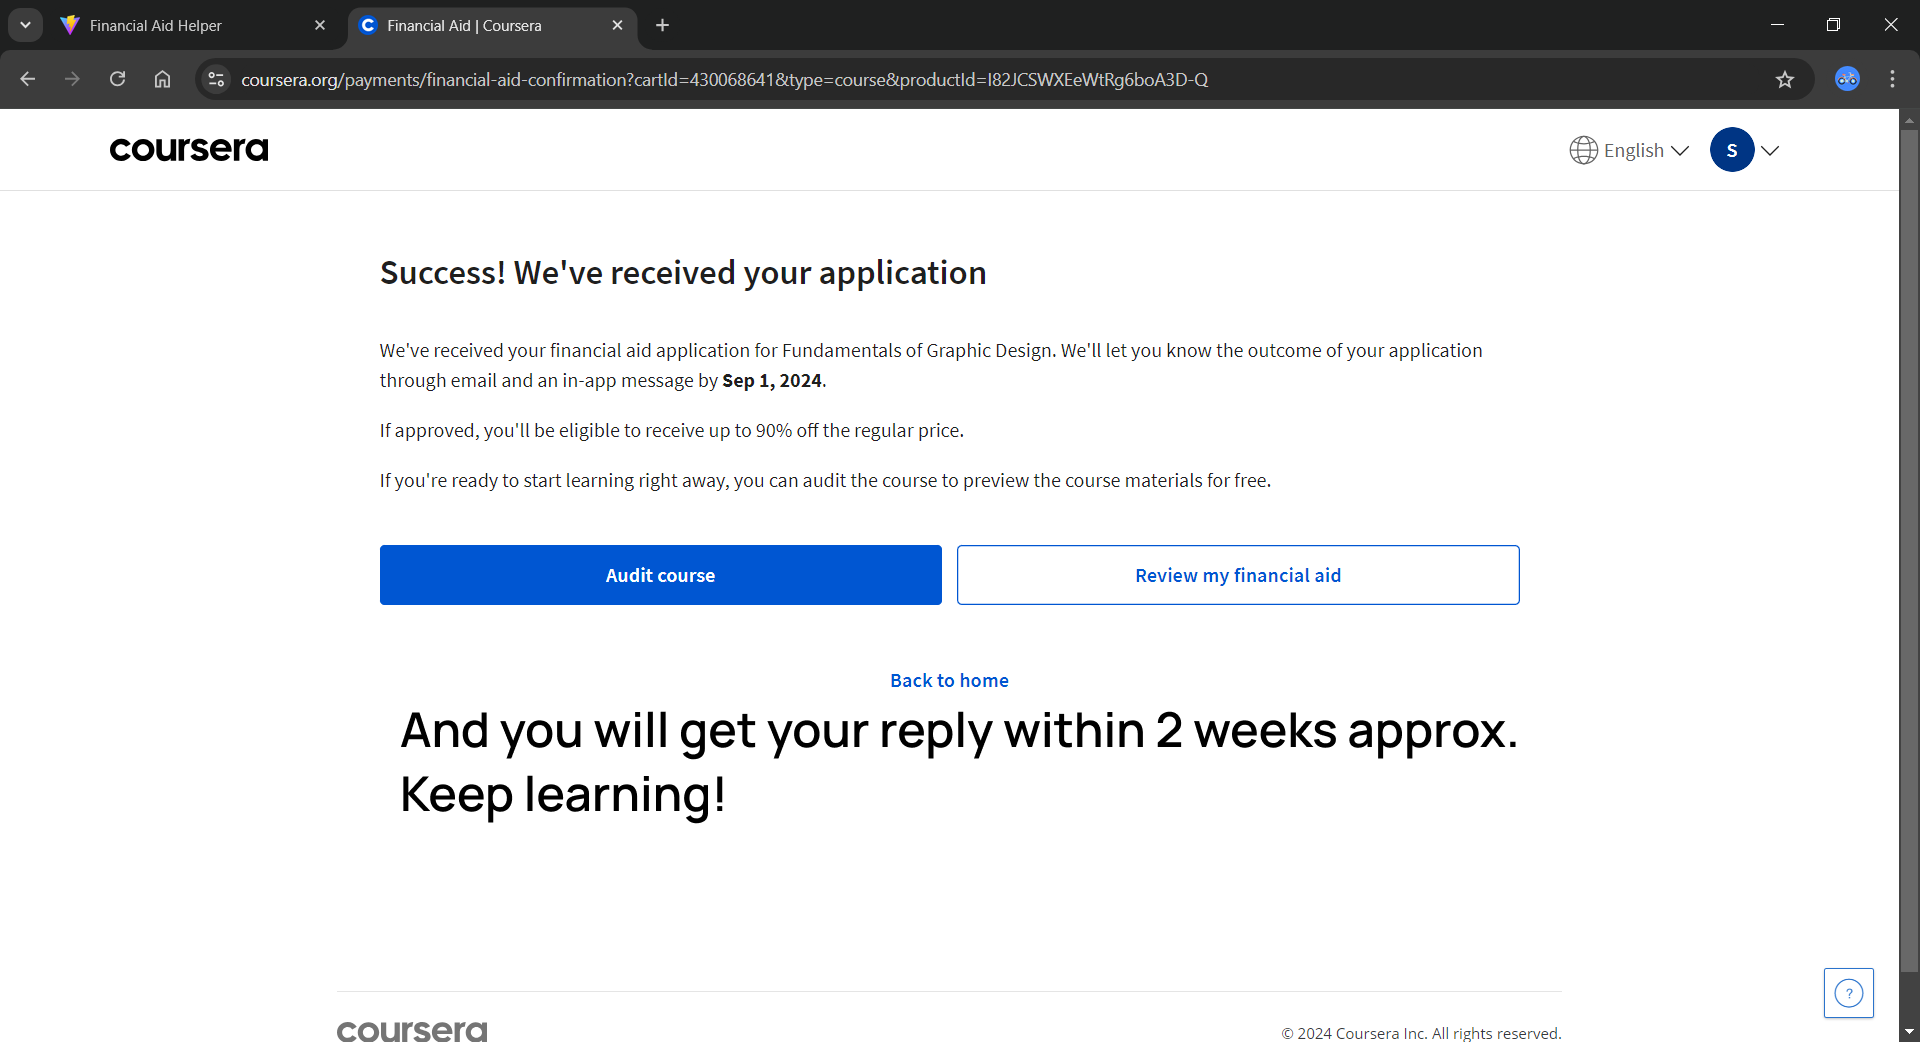 Financial Aid Helper
Financial Aid | Coursera
coursera.org/payments/financial-aid-confirmation?cartId=430068641&type=course&productId=I82JCSWXEeWtRg6boA3D-Q
coursera
English
S
Success! We've received your application
We've received your financial aid application for Fundamentals of Graphic Design. We'll let you know the outcome of your application
through email and an in-app message by Sep 1, 2024.
If approved, you'll be eligible to receive up to 90% off the regular price.
If you're ready to start learning right away, you can audit the course to preview the course materials for free.
Audit course
Review my financial aid
Back to home
And you will get your reply within 2 weeks approx.
Keep learning!
?
coursera
© 2024 Coursera Inc. All rights reserved.